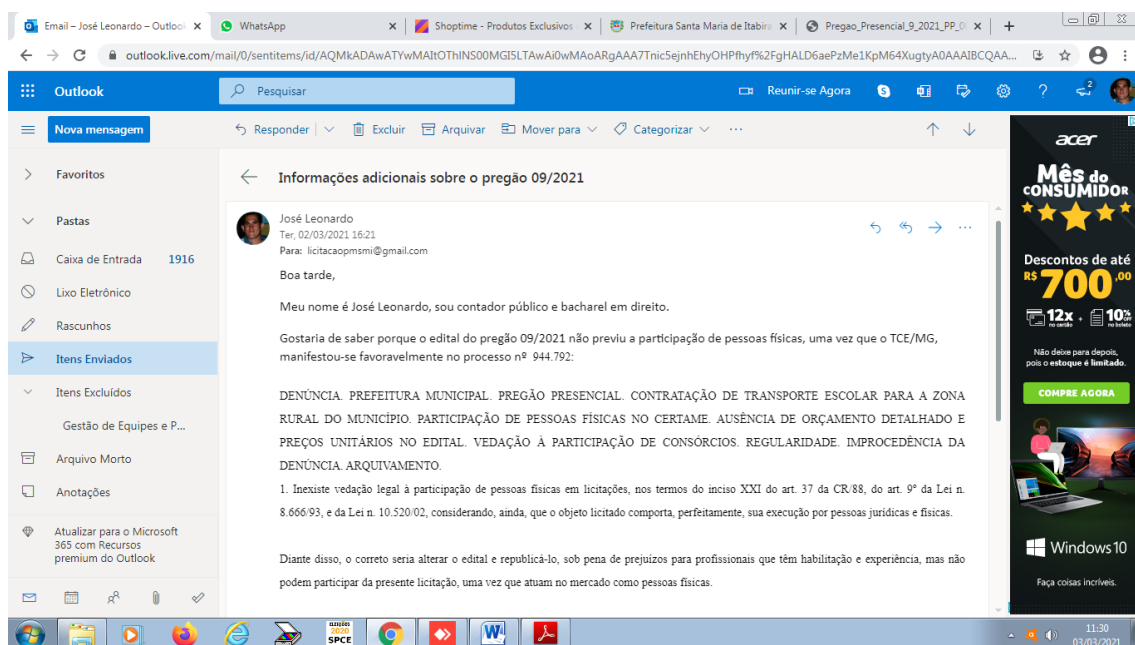 Email – José Leonardo – Outloo
WhatsApp
Shoptime - Produtos Exclusivos
Prefeitura Santa Maria de Itabira
Pregao_Presencial_9_2021_PP_0
outlook.live.com/mail/0/sentitems/id/
Outlook
Pesquisar
Reunir-se Agora
2
Nova mensagem
Responder
Excluir
Arquivar
Mover para
Categorizar
Favoritos
Pastas
Caixa de Entrada 1916
Lixo Eletrônico
Rascunhos
Itens Enviados
Itens Excluídos
Gestão de Equipes e P...
Arquivo Morto
Anotações
Atualizar para o Microsoft
365 com Recursos
premium do Outlook
Informações adicionais sobre o pregão 09/2021
José Leonardo
Ter, 02/03/2021 16:21
Para: licitacaopmsmi@gmail.com
Boa tarde,
Meu nome é José Leonardo, sou contador público e bacharel em direito.
Gostaria de saber porque o edital do pregão 09/2021 não previu a participação de pessoas físicas, uma vez que o TCE/MG,
manifestou-se favoravelmente no processo nº 944.792:
DENÚNCIA. PREFEITURA MUNICIPAL. PREGÃO PRESENCIAL. CONTRATAÇÃO DE TRANSPORTE ESCOLAR PARA A ZONA
RURAL DO MUNICÍPIO. PARTICIPAÇÃO DE PESSOAS FÍSICAS NO CERTAME. AUSÊNCIA DE ORÇAMENTO DETALHADO E
PREÇOS UNITÁRIOS NO EDITAL. VEDAÇÃO À PARTICIPAÇÃO DE CONSÓRCIOS. REGULARIDADE. IMPROCEDÊNCIA DA
DENÚNCIA. ARQUIVAMENTO.
1. Inexiste vedação legal à participação de pessoas físicas em licitações, nos termos do inciso XXI do art. 37 da CR/88, do art. 9º da Lei n.
8.666/93, e da Lei n. 10.520/02, considerando, ainda, que o objeto licitado comporta, perfeitamente, sua execução por pessoas jurídicas e físicas.
Diante disso, o correto seria alterar o edital e republicá-lo, sob pena de prejuízos para profissionais que têm habilitação e experiência, mas não
podem participar da presente licitação, uma vez que atuam no mercado como pessoas físicas.
acer
Mês do
CONSUMIDOR
Descontos de até
R$ 700,00
12x no cartão + 10% off no boleto
Não deixe para depois,
pois o estoque é limitado.
COMPRE AGORA
Windows 10
Faça coisas incríveis.
ELEIÇÕES
2020
SPCE
11:30
03/03/2021